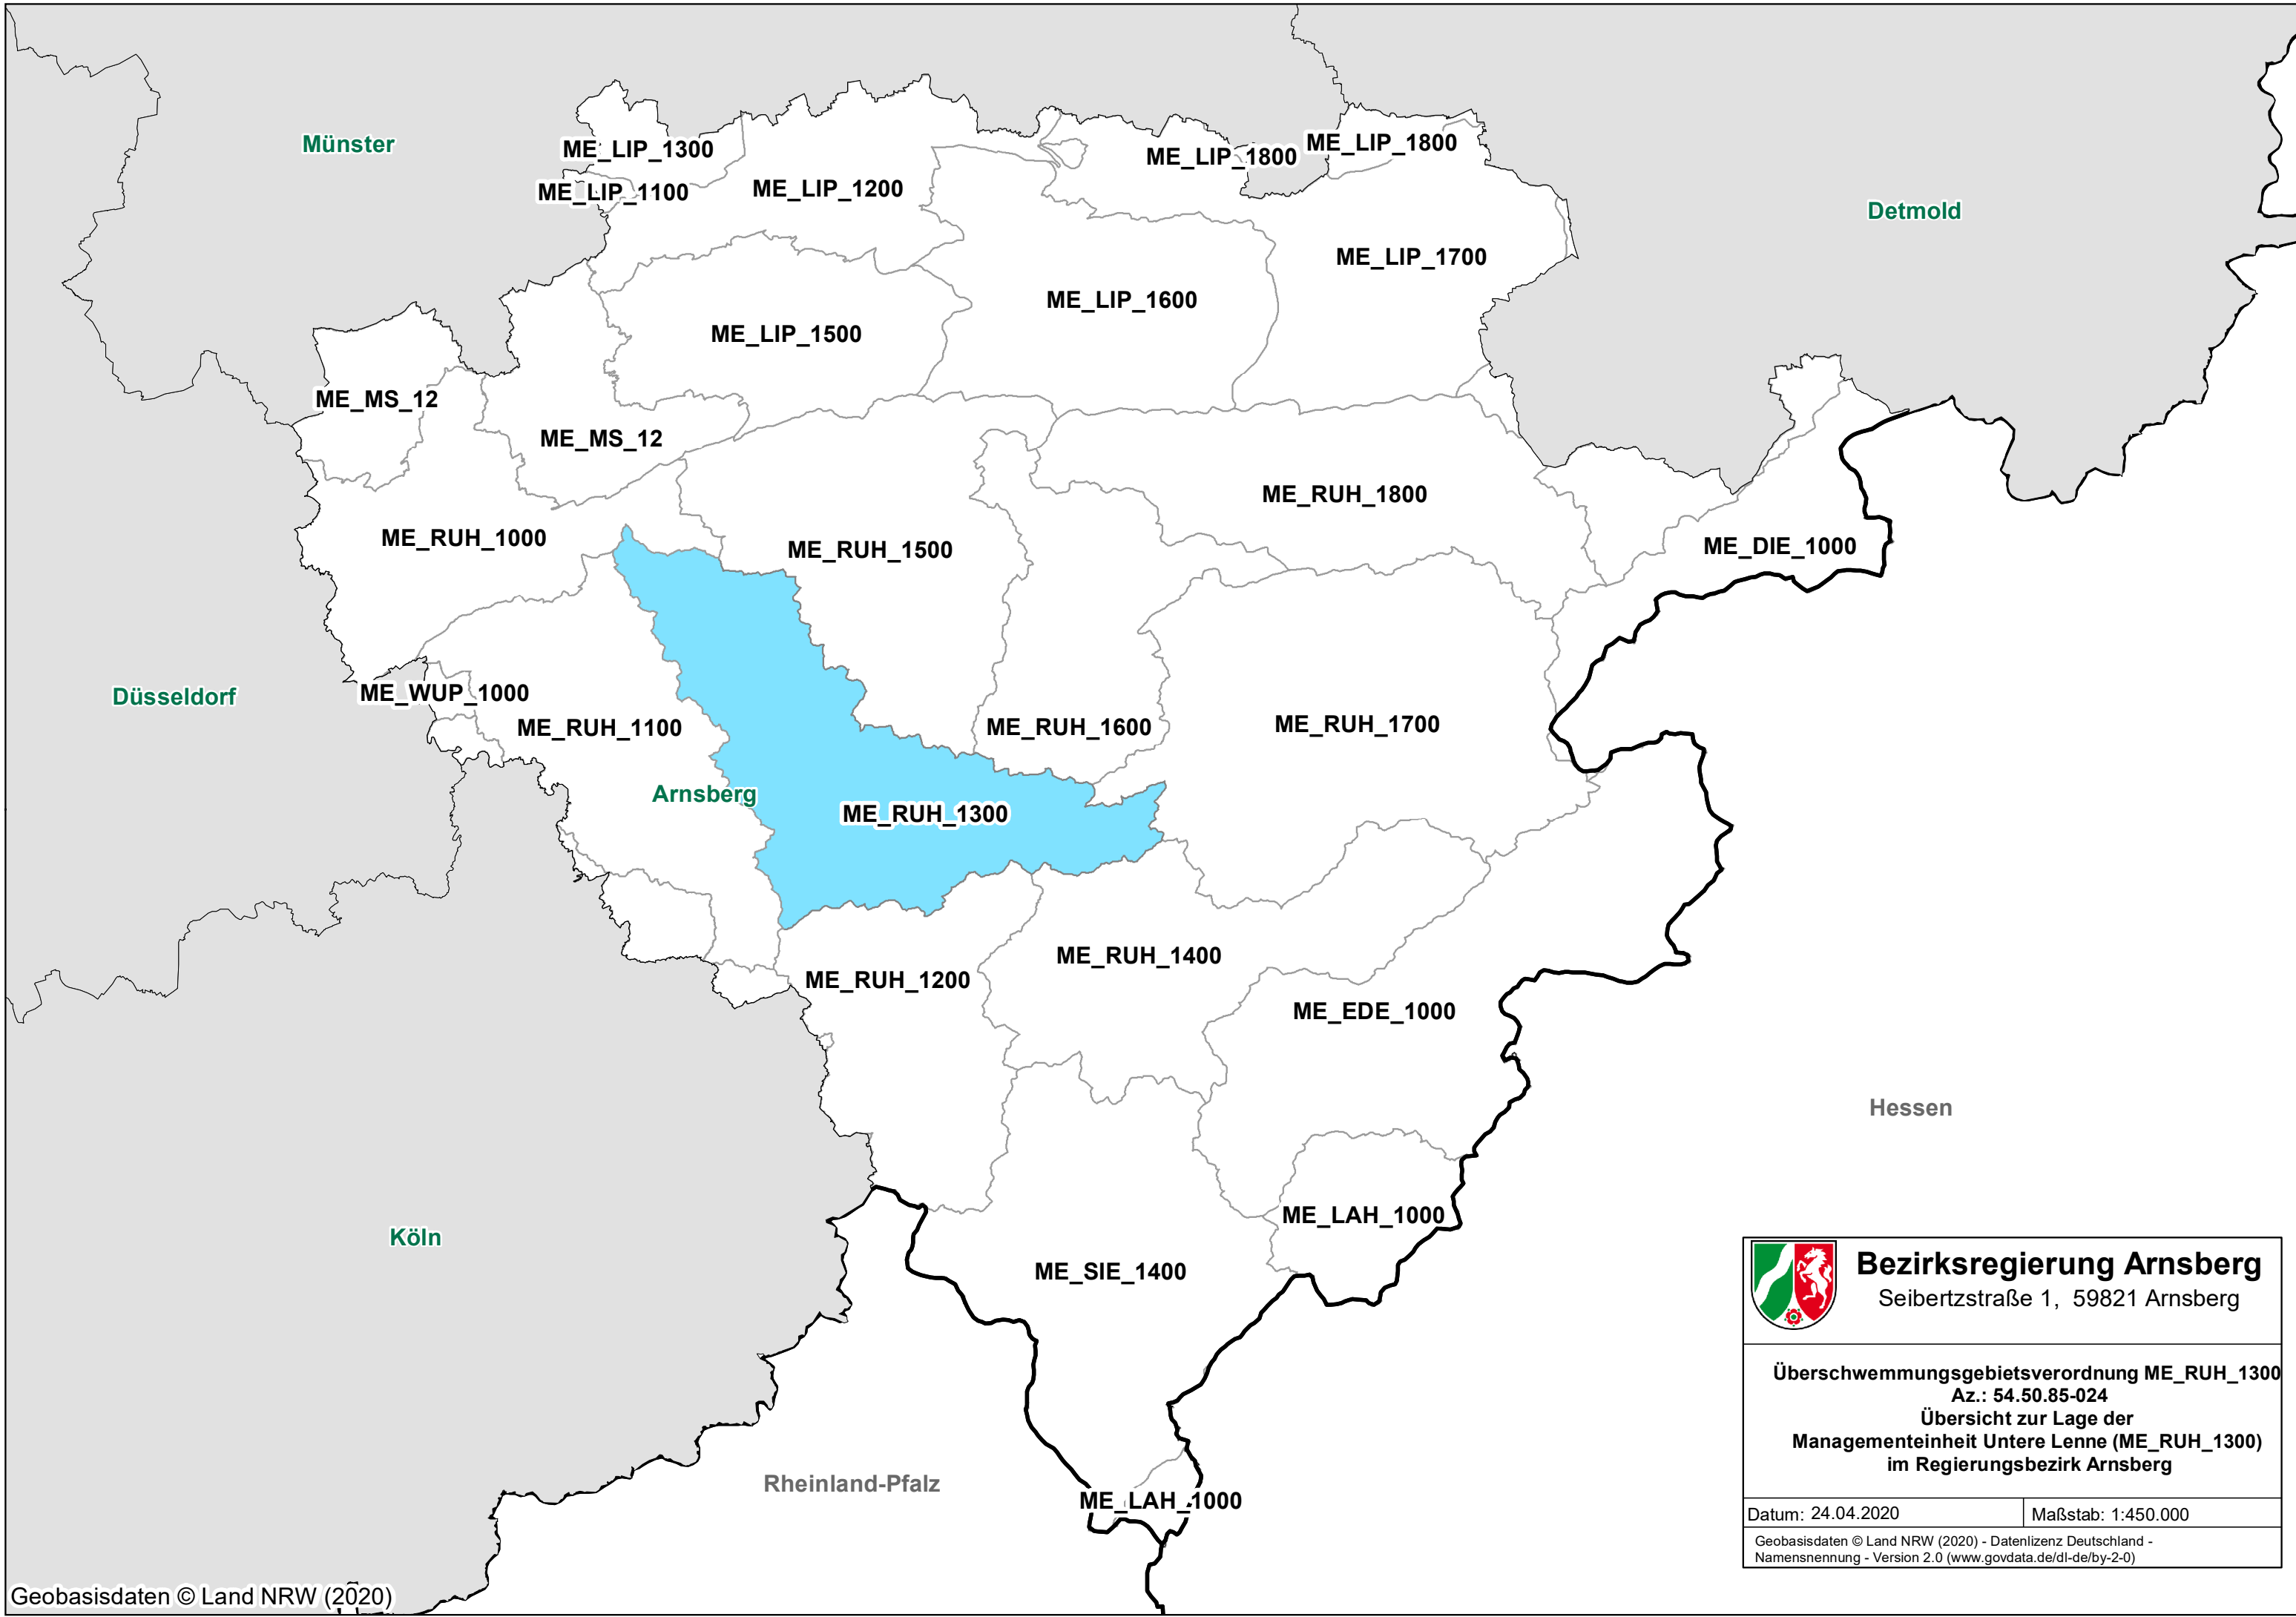 Münster
ME_LIP_1300
ME_LIP_1800
ME_LIP_1800
ME_LIP_1100
ME_LIP_1200
Detmold
ME_LIP_1700
ME_LIP_1600
ME_LIP_1500
ME_MS_12
ME_MS_12
ME_RUH_1800
ME_RUH_1000
ME_RUH_1500
ME_DIE_1000
Düsseldorf
ME_WUP_1000
ME_RUH_1100
ME_RUH_1600
ME_RUH_1700
Arnsberg
ME_RUH_1300
ME_RUH_1200
ME_RUH_1400
ME_EDE_1000
Hessen
Köln
ME_LAH_1000
ME_SIE_1400
Rheinland-Pfalz
ME_LAH_1000
Bezirksregierung Arnsberg
Seibertzstraße 1, 59821 Arnsberg
Überschwemmungsgebietsverordnung ME_RUH_1300
Az.: 54.50.85-024
Übersicht zur Lage der
Managementeinheit Untere Lenne (ME_RUH_1300)
im Regierungsbezirk Arnsberg
Datum: 24.04.2020
Maßstab: 1:450.000
Geobasisdaten © Land NRW (2020) - Datenlizenz Deutschland -
Namensnennung - Version 2.0 (www.govdata.de/dl-de/by-2-0)
Geobasisdaten © Land NRW (2020)